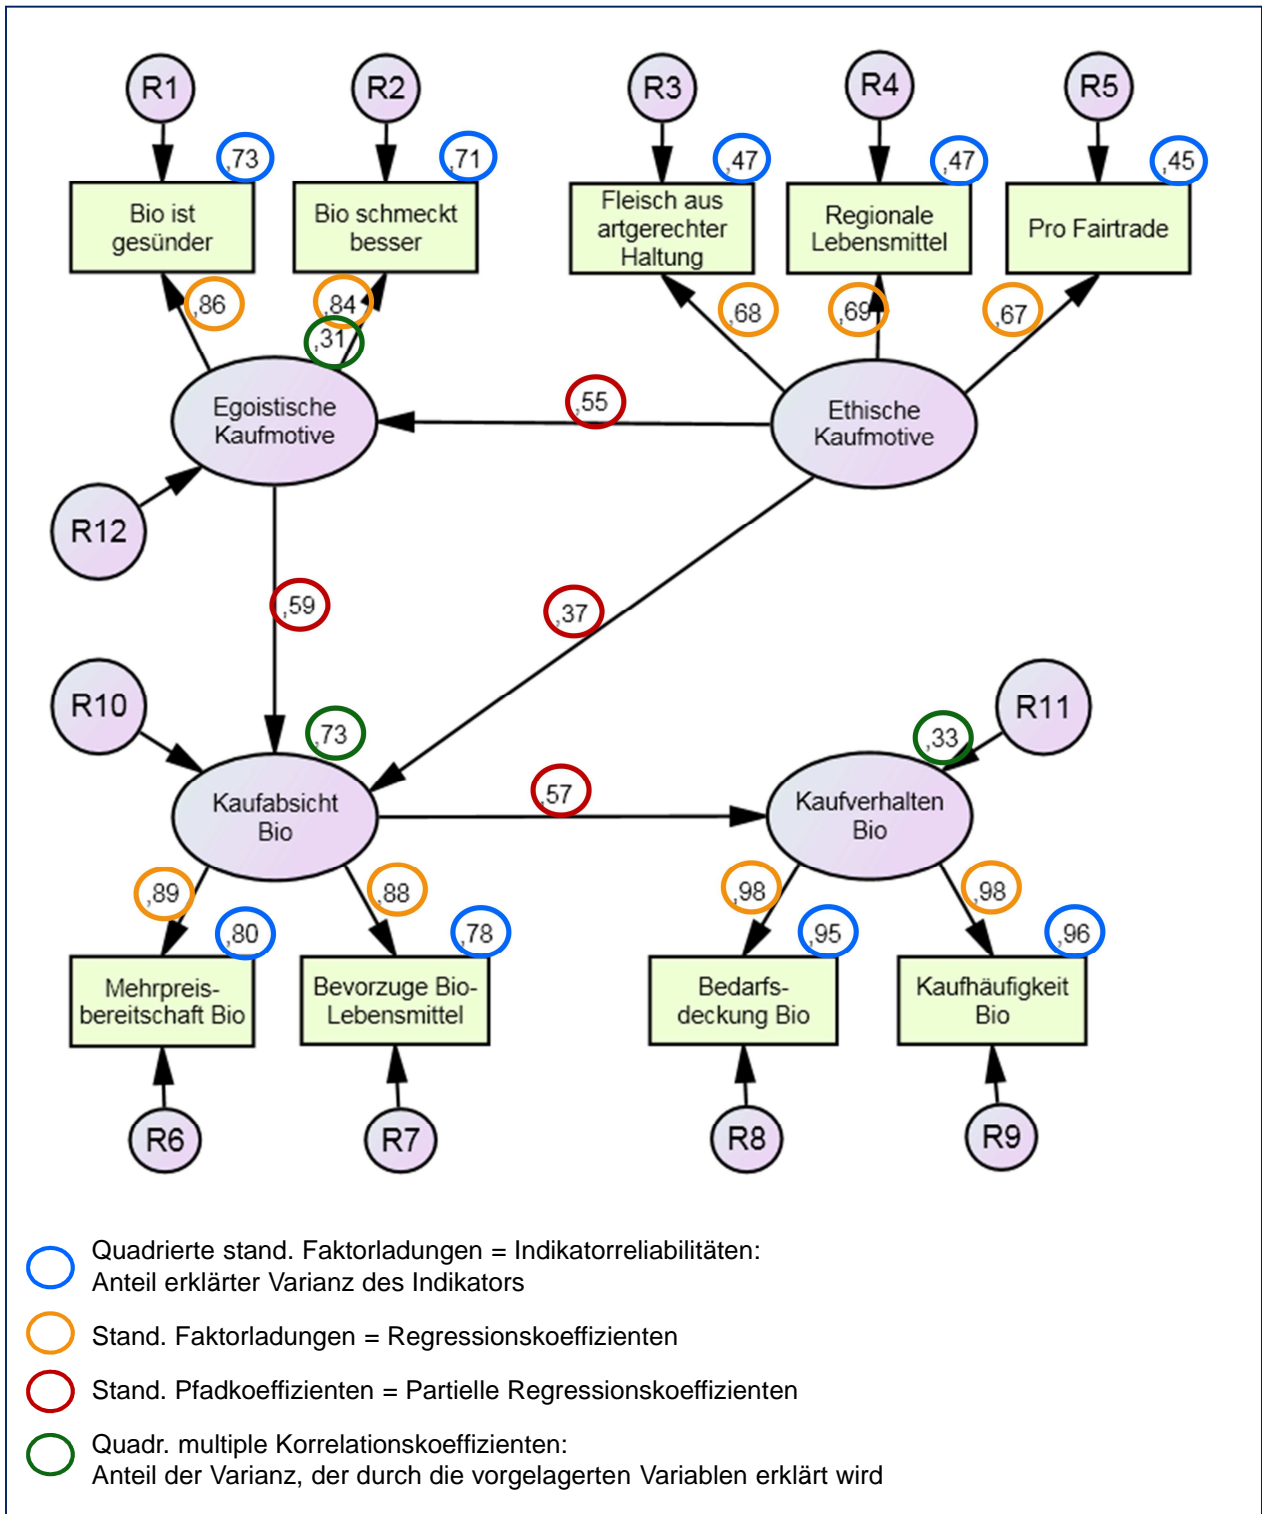 R1
R2
R3
R4
R5
,73
,71
,47
,47
,45
Bio ist
gesünder
Bio schmeckt
besser
Fleisch aus
artgerechter
Haltung
Regionale
Lebensmittel
Pro Fairtrade
,86
,84
,31
,68
,69
,67
Egoistische
Kaufmotive
,55
Ethische
Kaufmotive
R12
,59
,37
R10
,73
,33
R11
Kaufabsicht
Bio
,57
Kaufverhalten
Bio
,89
,88
,98
,98
,80
,78
,95
,96
Mehrpreis-
bereitschaft Bio
Bevorzuge Bio-
Lebensmittel
Bedarfs-
deckung Bio
Kaufhäufigkeit
Bio
R6
R7
R8
R9
Quadrierte stand. Faktorladungen = Indikatorreliabilitäten:
Anteil erklärter Varianz des Indikators
Stand. Faktorladungen = Regressionskoeffizienten
Stand. Pfadkoeffizienten = Partielle Regressionskoeffizienten
Quadr. multiple Korrelationskoeffizienten:
Anteil der Varianz, der durch die vorgelagerten Variablen erklärt wird